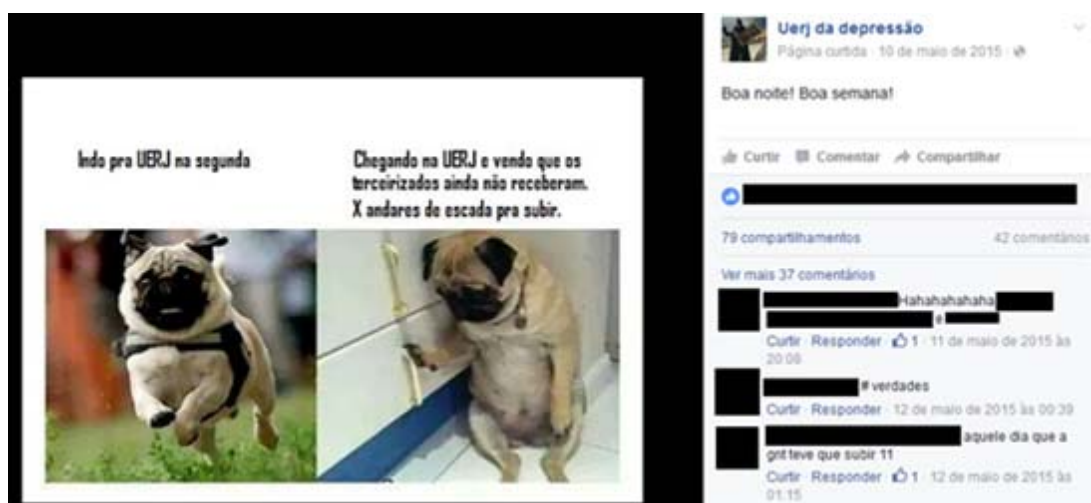 Indo pra UERJ na segunda
Chegando na UERJ e vendo que os
terceirizados ainda não receberam.
X andares de escada pra subir.
Uerj da depressão
Página curtida · 10 de maio de 2015 ·
Boa noite! Boa semana!
Curtir Comentar Compartilhar
79 compartilhamentos 42 comentários
Ver mais 37 comentários
Hahahahahaha
e
Curtir · Responder · 1 · 11 de maio de 2015 às
20:08
# verdades
Curtir · Responder · 12 de maio de 2015 às 00:39
aquele dia que a
gnt teve que subir 11
Curtir · Responder · 1 · 12 de maio de 2015 às
01:15